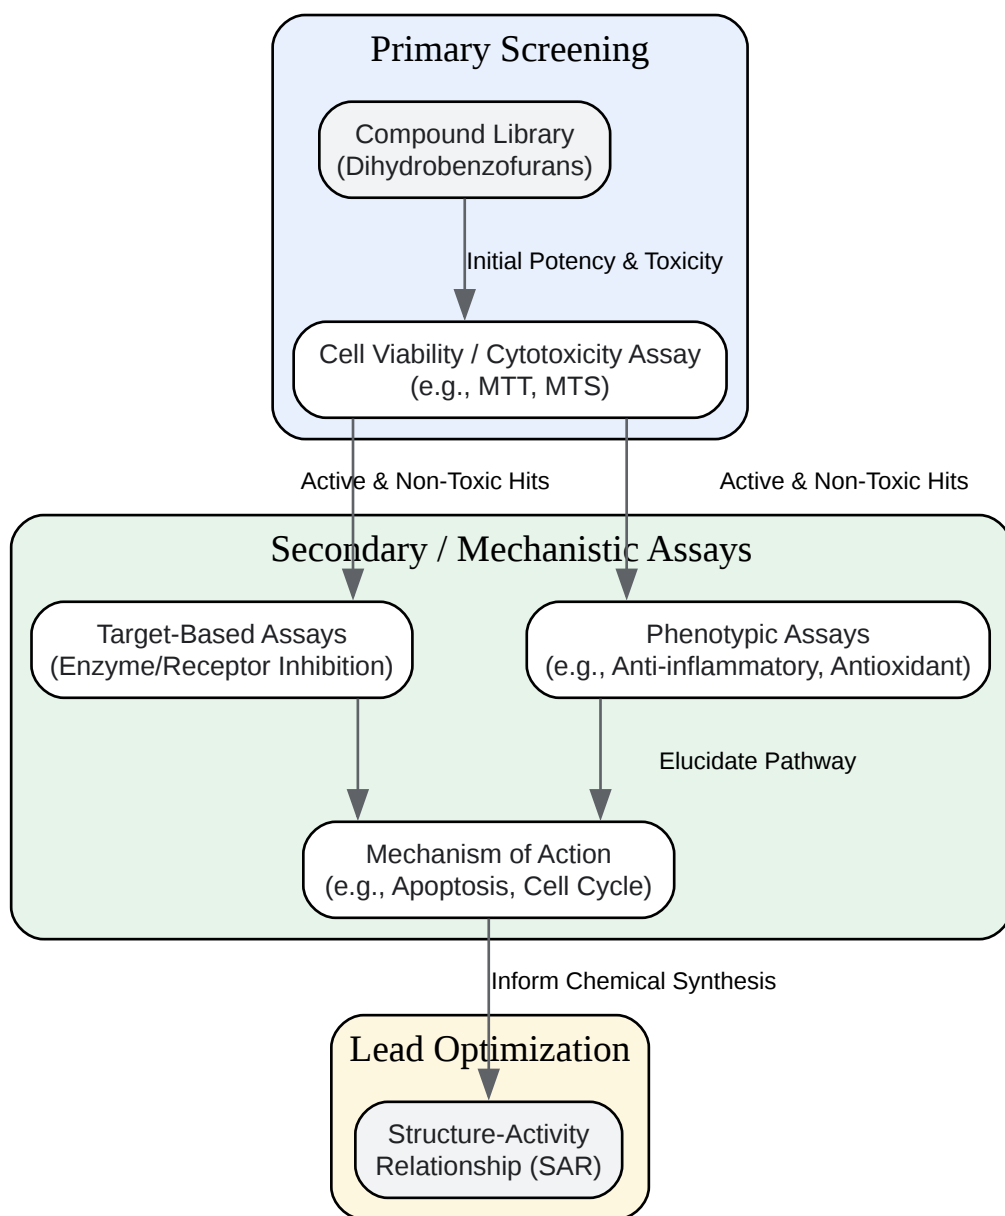 Primary Screening
Compound Library
(Dihydrobenzofurans)
Initial Potency & Toxicity
Cell Viability / Cytotoxicity Assay
(e.g., MTT, MTS)
Active & Non-Toxic Hits
Active & Non-Toxic Hits
Secondary / Mechanistic Assays
Target-Based Assays
(Enzyme/Receptor Inhibition)
Phenotypic Assays
(e.g., Anti-inflammatory, Antioxidant)
Elucidate Pathway
Mechanism of Action
(e.g., Apoptosis, Cell Cycle)
Inform Chemical Synthesis
Lead Optimization
Structure-Activity
Relationship (SAR)